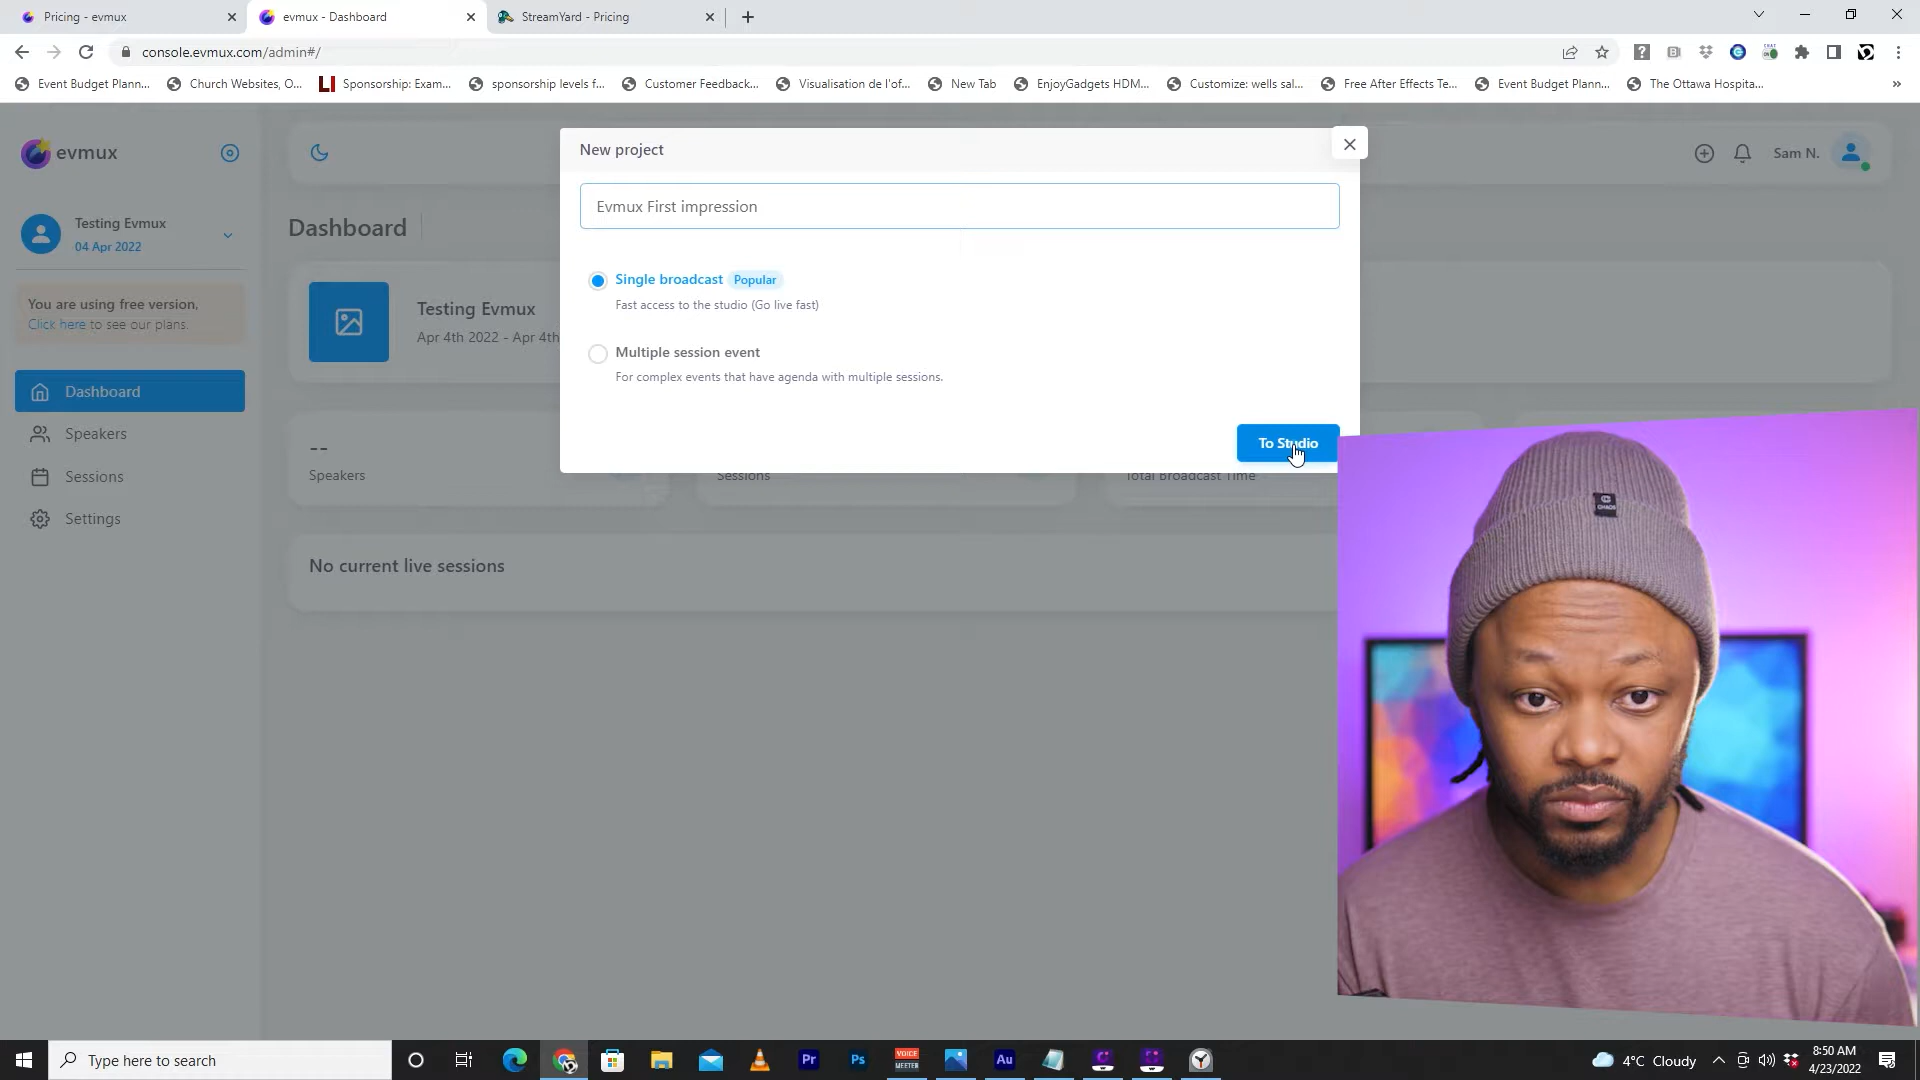 Pricing - evmux
evmux - Dashboard
StreamYard - Pricing
console.evmux.com/admin#/
Event Budget Plann...
Church Websites, O...
Sponsorship: Exam...
sponsorship levels f...
Customer Feedback...
Visualisation de l'of...
New Tab
EnjoyGadgets HDM...
Customize: wells sal...
Free After Effects Te...
Event Budget Plann...
The Ottawa Hospita...
evmux
Sam N.
Testing Evmux
04 Apr 2022
You are using free version,
Click here to see our plans.
Dashboard
Speakers
Sessions
Settings
Dashboard
Testing Evmux
Apr 4th 2022 - Apr 4th
--
Speakers
Sessions
Total Broadcast Time
No current live sessions
New project
Evmux First impression
Single broadcast Popular
Fast access to the studio (Go live fast)
Multiple session event
For complex events that have agenda with multiple sessions.
To Studio
CHAOS
Type here to search
Pr
Ps
VOICE
MEETER
Au
4°C Cloudy
8:50 AM
4/23/2022